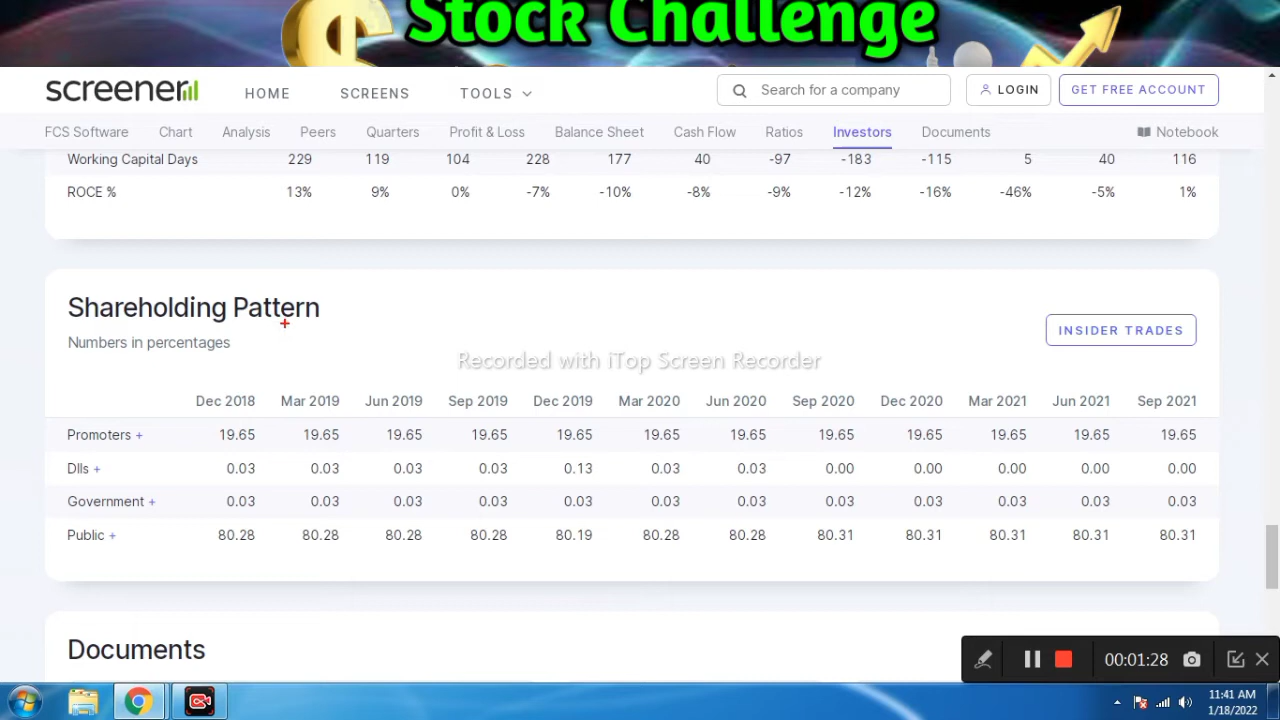 Stock Challenge
screener
HOME SCREENS TOOLS
Search for a company
LOGIN
GET FREE ACCOUNT
FCS Software Chart Analysis Peers Quarters Profit & Loss Balance Sheet Cash Flow Ratios Investors Documents Notebook
Working Capital Days 229 119 104 228 177 40 -97 -183 -115 5 40 116
ROCE % 13% 9% 0% -7% -10% -8% -9% -12% -16% -46% -5% 1%
Shareholding Pattern
INSIDER TRADES
Numbers in percentages
Recorded with iTop Screen Recorder
Dec 2018 Mar 2019 Jun 2019 Sep 2019 Dec 2019 Mar 2020 Jun 2020 Sep 2020 Dec 2020 Mar 2021 Jun 2021 Sep 2021
Promoters + 19.65 19.65 19.65 19.65 19.65 19.65 19.65 19.65 19.65 19.65 19.65 19.65
DIIs + 0.03 0.03 0.03 0.03 0.13 0.03 0.03 0.00 0.00 0.00 0.00 0.00
Government + 0.03 0.03 0.03 0.03 0.03 0.03 0.03 0.03 0.03 0.03 0.03 0.03
Public + 80.28 80.28 80.28 80.28 80.19 80.28 80.28 80.31 80.31 80.31 80.31 80.31
Documents
00:01:28
11:41 AM
1/18/2022